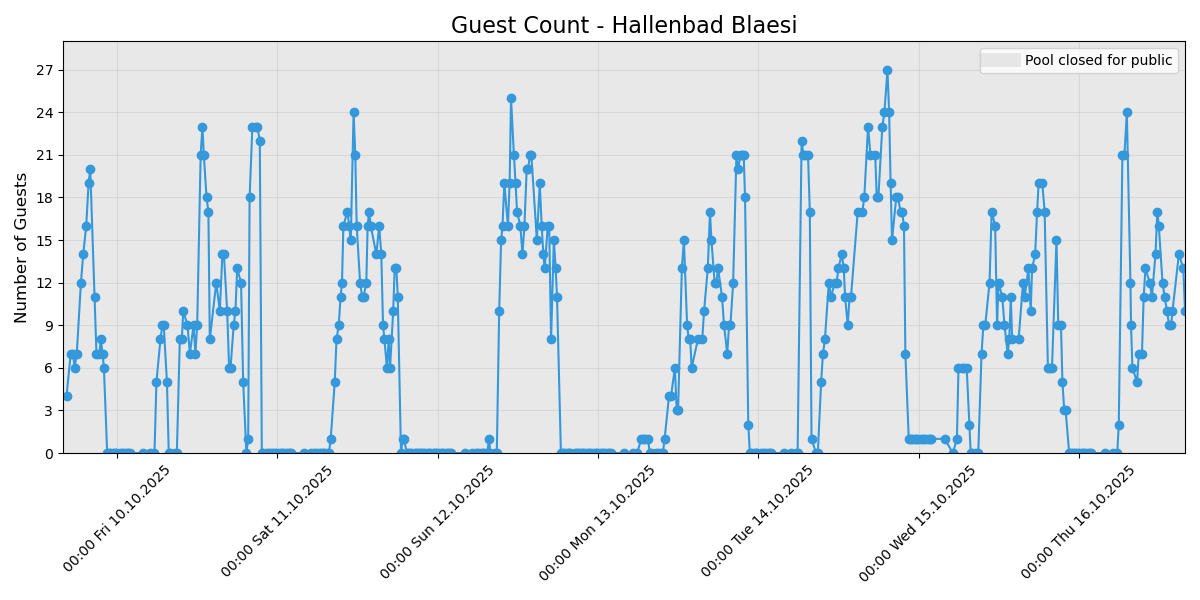 Guest Count - Hallenbad Blaesi
Pool closed for public
Number of Guests
27
24
21
18
15
12
9
6
3
0
00:00 Fri 10.10.2025
00:00 Sat 11.10.2025
00:00 Sun 12.10.2025
00:00 Mon 13.10.2025
00:00 Tue 14.10.2025
00:00 Wed 15.10.2025
00:00 Thu 16.10.2025